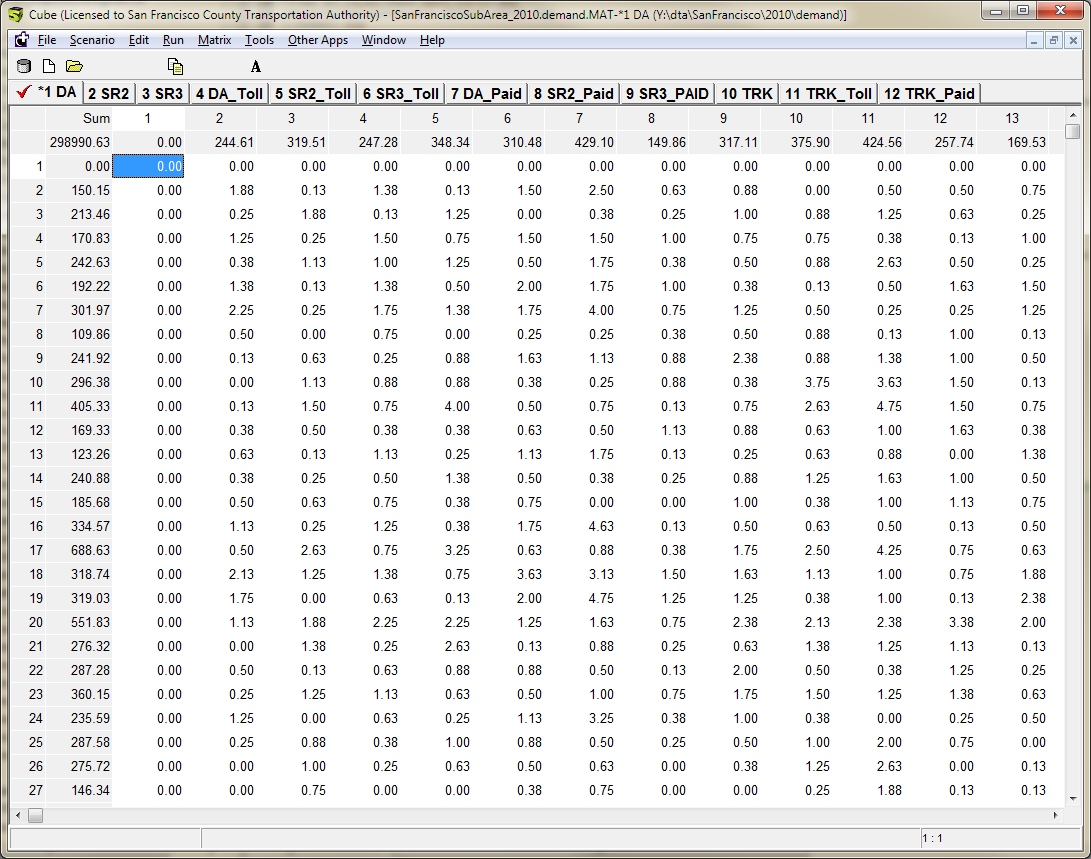 Cube (Licensed to San Francisco County Transportation Authority) - [SanFranciscoSubArea_2010.demand.MAT-*1 DA (Y:\dta\SanFrancisco\2010\demand)]
File Scenario Edit Run Matrix Tools Other Apps Window Help
A
*1 DA 2 SR2 3 SR3 4 DA_Toll 5 SR2_Toll 6 SR3_Toll 7 DA_Paid 8 SR2_Paid 9 SR3_PAID 10 TRK 11 TRK_Toll 12 TRK_Paid
Sum 1 2 3 4 5 6 7 8 9 10 11 12 13
298990.63 0.00 244.61 319.51 247.28 348.34 310.48 429.10 149.86 317.11 375.90 424.56 257.74 169.53
1 0.00 0.00 0.00 0.00 0.00 0.00 0.00 0.00 0.00 0.00 0.00 0.00 0.00 0.00
2 150.15 0.00 1.88 0.13 1.38 0.13 1.50 2.50 0.63 0.88 0.00 0.50 0.50 0.75
3 213.46 0.00 0.25 1.88 0.13 1.25 0.00 0.38 0.25 1.00 0.88 1.25 0.63 0.25
4 170.83 0.00 1.25 0.25 1.50 0.75 1.50 1.50 1.00 0.75 0.75 0.38 0.13 1.00
5 242.63 0.00 0.38 1.13 1.00 1.25 0.50 1.75 0.38 0.50 0.88 2.63 0.50 0.25
6 192.22 0.00 1.38 0.13 1.38 0.50 2.00 1.75 1.00 0.38 0.13 0.50 1.63 1.50
7 301.97 0.00 2.25 0.25 1.75 1.38 1.75 4.00 0.75 1.25 0.50 0.25 0.25 1.25
8 109.86 0.00 0.50 0.00 0.75 0.00 0.25 0.25 0.38 0.50 0.88 0.13 1.00 0.13
9 241.92 0.00 0.13 0.63 0.25 0.88 1.63 1.13 0.88 2.38 0.88 1.38 1.00 0.50
10 296.38 0.00 0.00 1.13 0.88 0.88 0.38 0.25 0.88 0.38 3.75 3.63 1.50 0.13
11 405.33 0.00 0.13 1.50 0.75 4.00 0.50 0.75 0.13 0.75 2.63 4.75 1.50 0.75
12 169.33 0.00 0.38 0.50 0.38 0.38 0.63 0.50 1.13 0.88 0.63 1.00 1.63 0.38
13 123.26 0.00 0.63 0.13 1.13 0.25 1.13 1.75 0.13 0.25 0.63 0.88 0.00 1.38
14 240.88 0.00 0.38 0.25 0.50 1.38 0.50 0.38 0.25 0.88 1.25 1.63 1.00 0.50
15 185.68 0.00 0.50 0.63 0.75 0.38 0.75 0.00 0.00 1.00 0.38 1.00 1.13 0.75
16 334.57 0.00 1.13 0.25 1.25 0.38 1.75 4.63 0.13 0.50 0.63 0.50 0.13 0.50
17 688.63 0.00 0.50 2.63 0.75 3.25 0.63 0.88 0.38 1.75 2.50 4.25 0.75 0.63
18 318.74 0.00 2.13 1.25 1.38 0.75 3.63 3.13 1.50 1.63 1.13 1.00 0.75 1.88
19 319.03 0.00 1.75 0.00 0.63 0.13 2.00 4.75 1.25 1.25 0.38 1.00 0.13 2.38
20 551.83 0.00 1.13 1.88 2.25 2.25 1.25 1.63 0.75 2.38 2.13 2.38 3.38 2.00
21 276.32 0.00 0.00 1.38 0.25 2.63 0.13 0.88 0.25 0.63 1.38 1.25 1.13 0.13
22 287.28 0.00 0.50 0.13 0.63 0.88 0.88 0.50 0.13 2.00 0.50 0.38 1.25 0.25
23 360.15 0.00 0.25 1.25 1.13 0.63 0.50 1.00 0.75 1.75 1.50 1.25 1.38 0.63
24 235.59 0.00 1.25 0.00 0.63 0.25 1.13 3.25 0.38 1.00 0.38 0.00 0.25 0.50
25 287.58 0.00 0.25 0.88 0.38 1.00 0.88 0.50 0.25 0.50 1.00 2.00 0.75 0.00
26 275.72 0.00 0.00 1.00 0.25 0.63 0.50 0.63 0.00 0.38 1.25 2.63 0.00 0.13
27 146.34 0.00 0.00 0.75 0.00 0.00 0.38 0.75 0.00 0.00 0.25 1.88 0.13 0.13
1 : 1